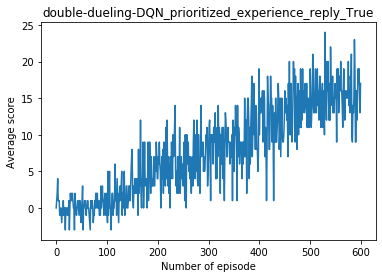 double-dueling-DQN_prioritized_experience_reply_True
25
20
15
10
5
0
Average score
0 100 200 300 400 500 600
Number of episode